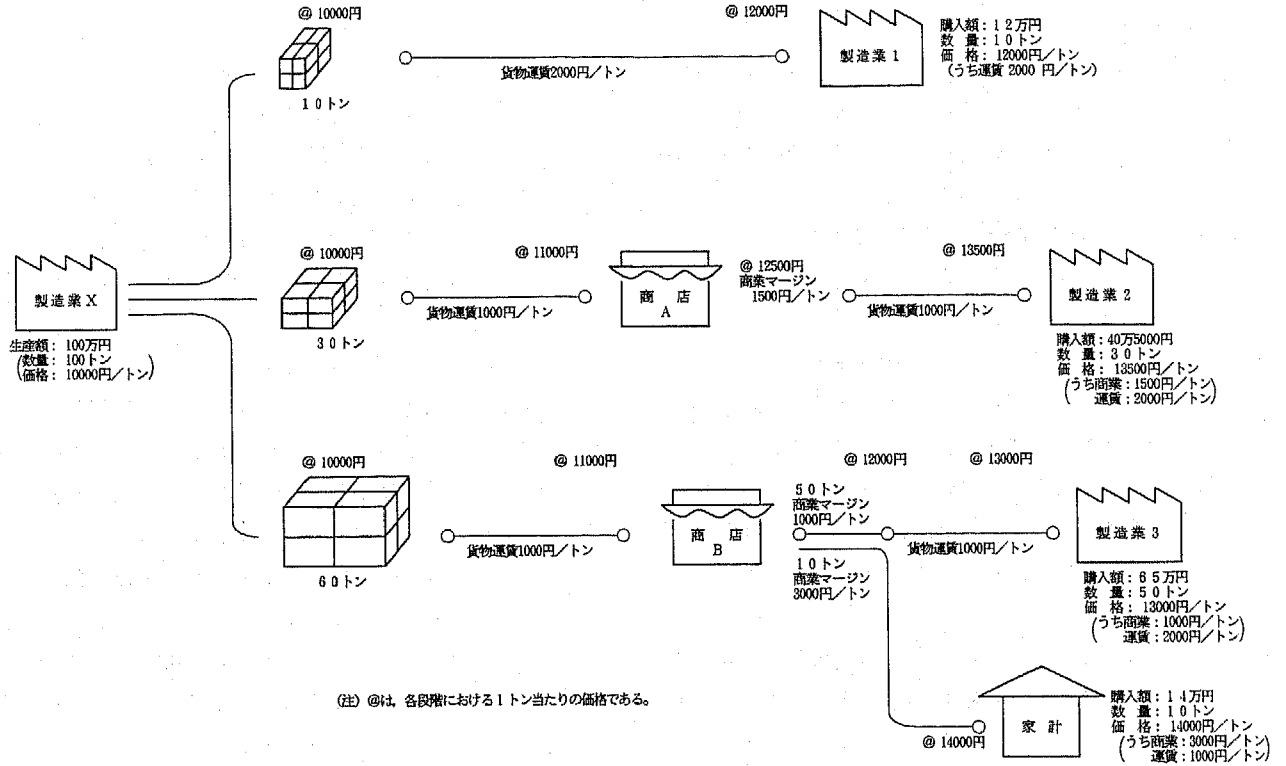 @ 10000円
@ 12000円
製造業1
購入額：12万円
数　量：10トン
価　格：12000円／トン
（うち運賃 2000 円／トン）
貨物運賃2000円／トン
10トン
@ 10000円
@ 11000円
@ 12500円
商業マージン
1500円／トン
@ 13500円
製造業X
生産額：100万円
（数量：100トン
価格：10000円／トン）
貨物運賃1000円／トン
商　店
A
貨物運賃1000円／トン
製造業2
30トン
購入額：40万5000円
数　量：30トン
価　格：13500円／トン
（うち商業：1500円／トン
運賃：2000円／トン）
@ 10000円
@ 11000円
@ 12000円
@ 13000円
50トン
商業マージン
1000円／トン
貨物運賃1000円／トン
商　店
B
貨物運賃1000円／トン
製造業3
60トン
10トン
商業マージン
3000円／トン
購入額：65万円
数　量：50トン
価　格：13000円／トン
（うち商業：1000円／トン
運賃：2000円／トン）
（注）@は，各段階における1トン当たりの価格である。
@ 14000円
家　計
購入額：14万円
数　量：10トン
価　格：14000円／トン
（うち商業：3000円／トン
運賃：1000円／トン）